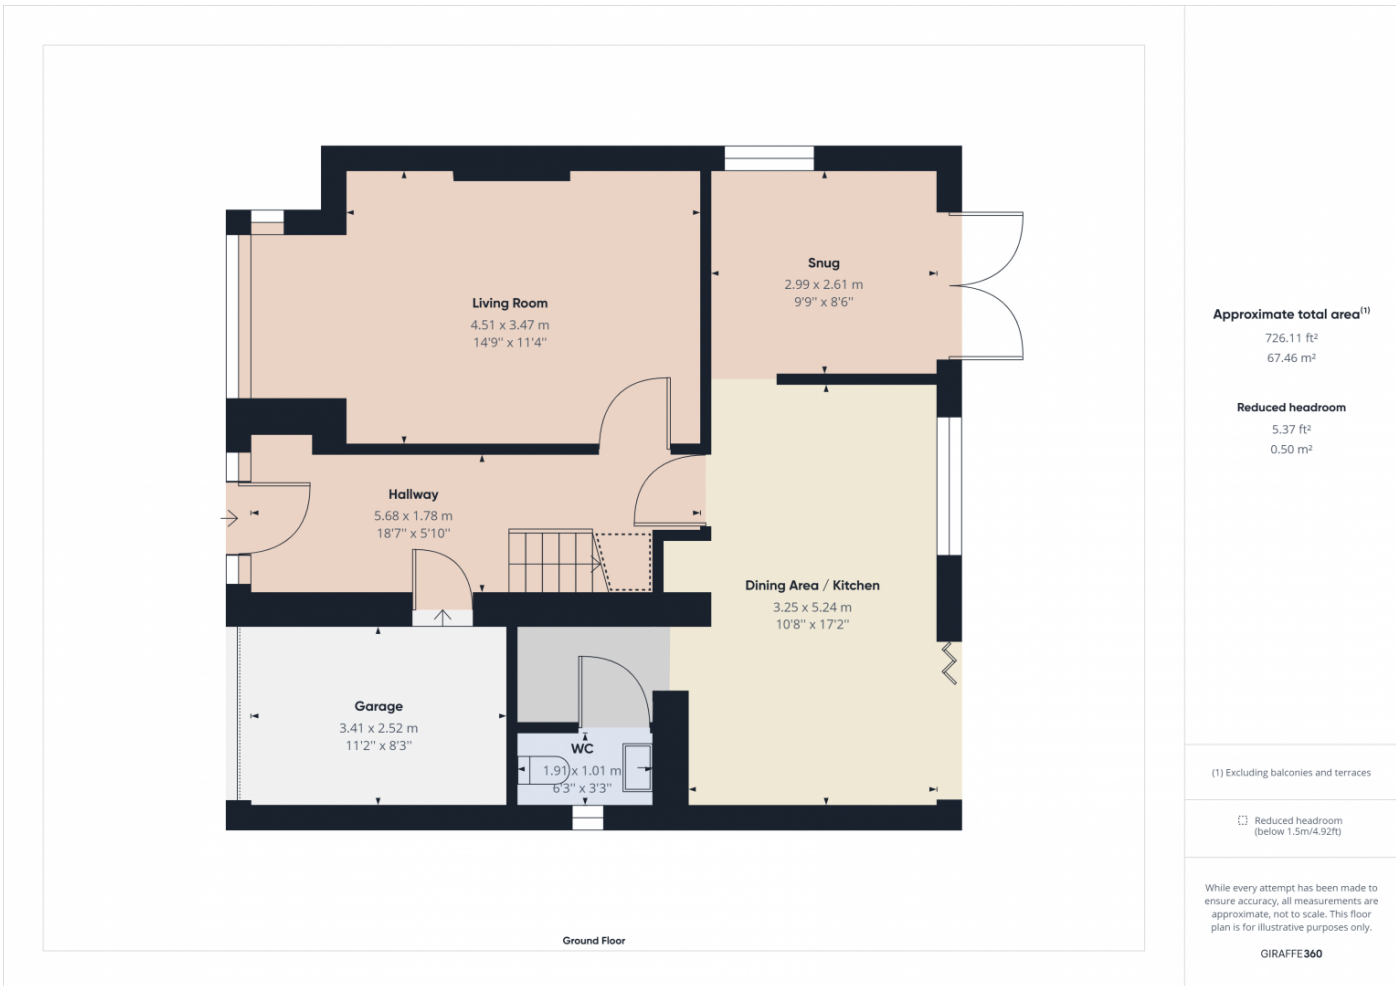 Living Room
4.51 x 3.47 m
14'9" x 11'4"
Snug
2.99 x 2.61 m
9'9" x 8'6"
Hallway
5.68 x 1.78 m
18'7" x 5'10"
Dining Area / Kitchen
3.25 x 5.24 m
10'8" x 17'2"
Garage
3.41 x 2.52 m
11'2" x 8'3"
WC
1.91 x 1.01 m
6'3" x 3'3"
Ground Floor
Approximate total area(1)
726.11 ft²
67.46 m²
Reduced headroom
5.37 ft²
0.50 m²
(1) Excluding balconies and terraces
Reduced headroom
(below 1.5m/4.92ft)
While every attempt has been made to
ensure accuracy, all measurements are
approximate, not to scale. This floor
plan is for illustrative purposes only.
GIRAFFE360